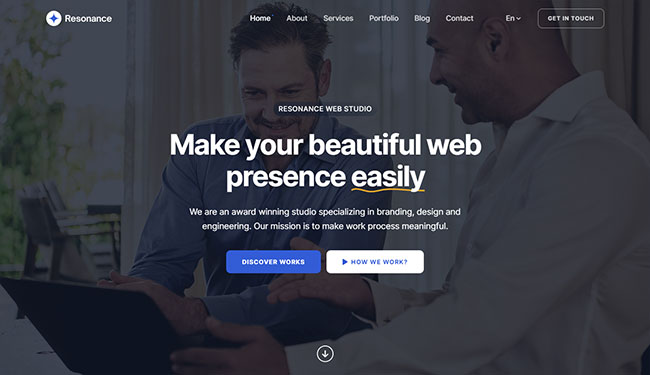 Resonance
Home About Services Portfolio Blog Contact En GET IN TOUCH
RESONANCE WEB STUDIO
Make your beautiful web
presence easily
We are an award winning studio specializing in branding, design and
engineering. Our mission is to make work process meaningful.
DISCOVER WORKS
HOW WE WORK?